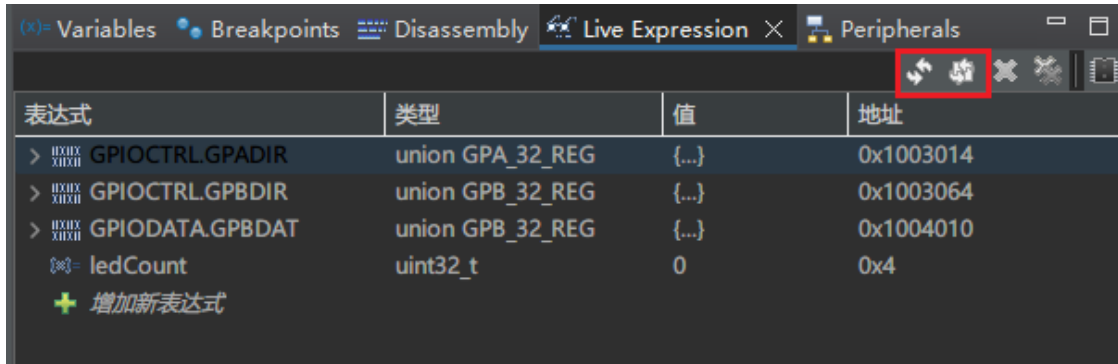 (x)= Variables Breakpoints Disassembly Live Expression Peripherals
表达式 类型 值 地址
GPIOCTRL.GPADIR union GPA_32_REG {...} 0x1003014
GPIOCTRL.GPBDIR union GPB_32_REG {...} 0x1003064
GPIODATA.GPBDAT union GPB_32_REG {...} 0x1004010
ledCount uint32_t 0 0x4
增加新表达式